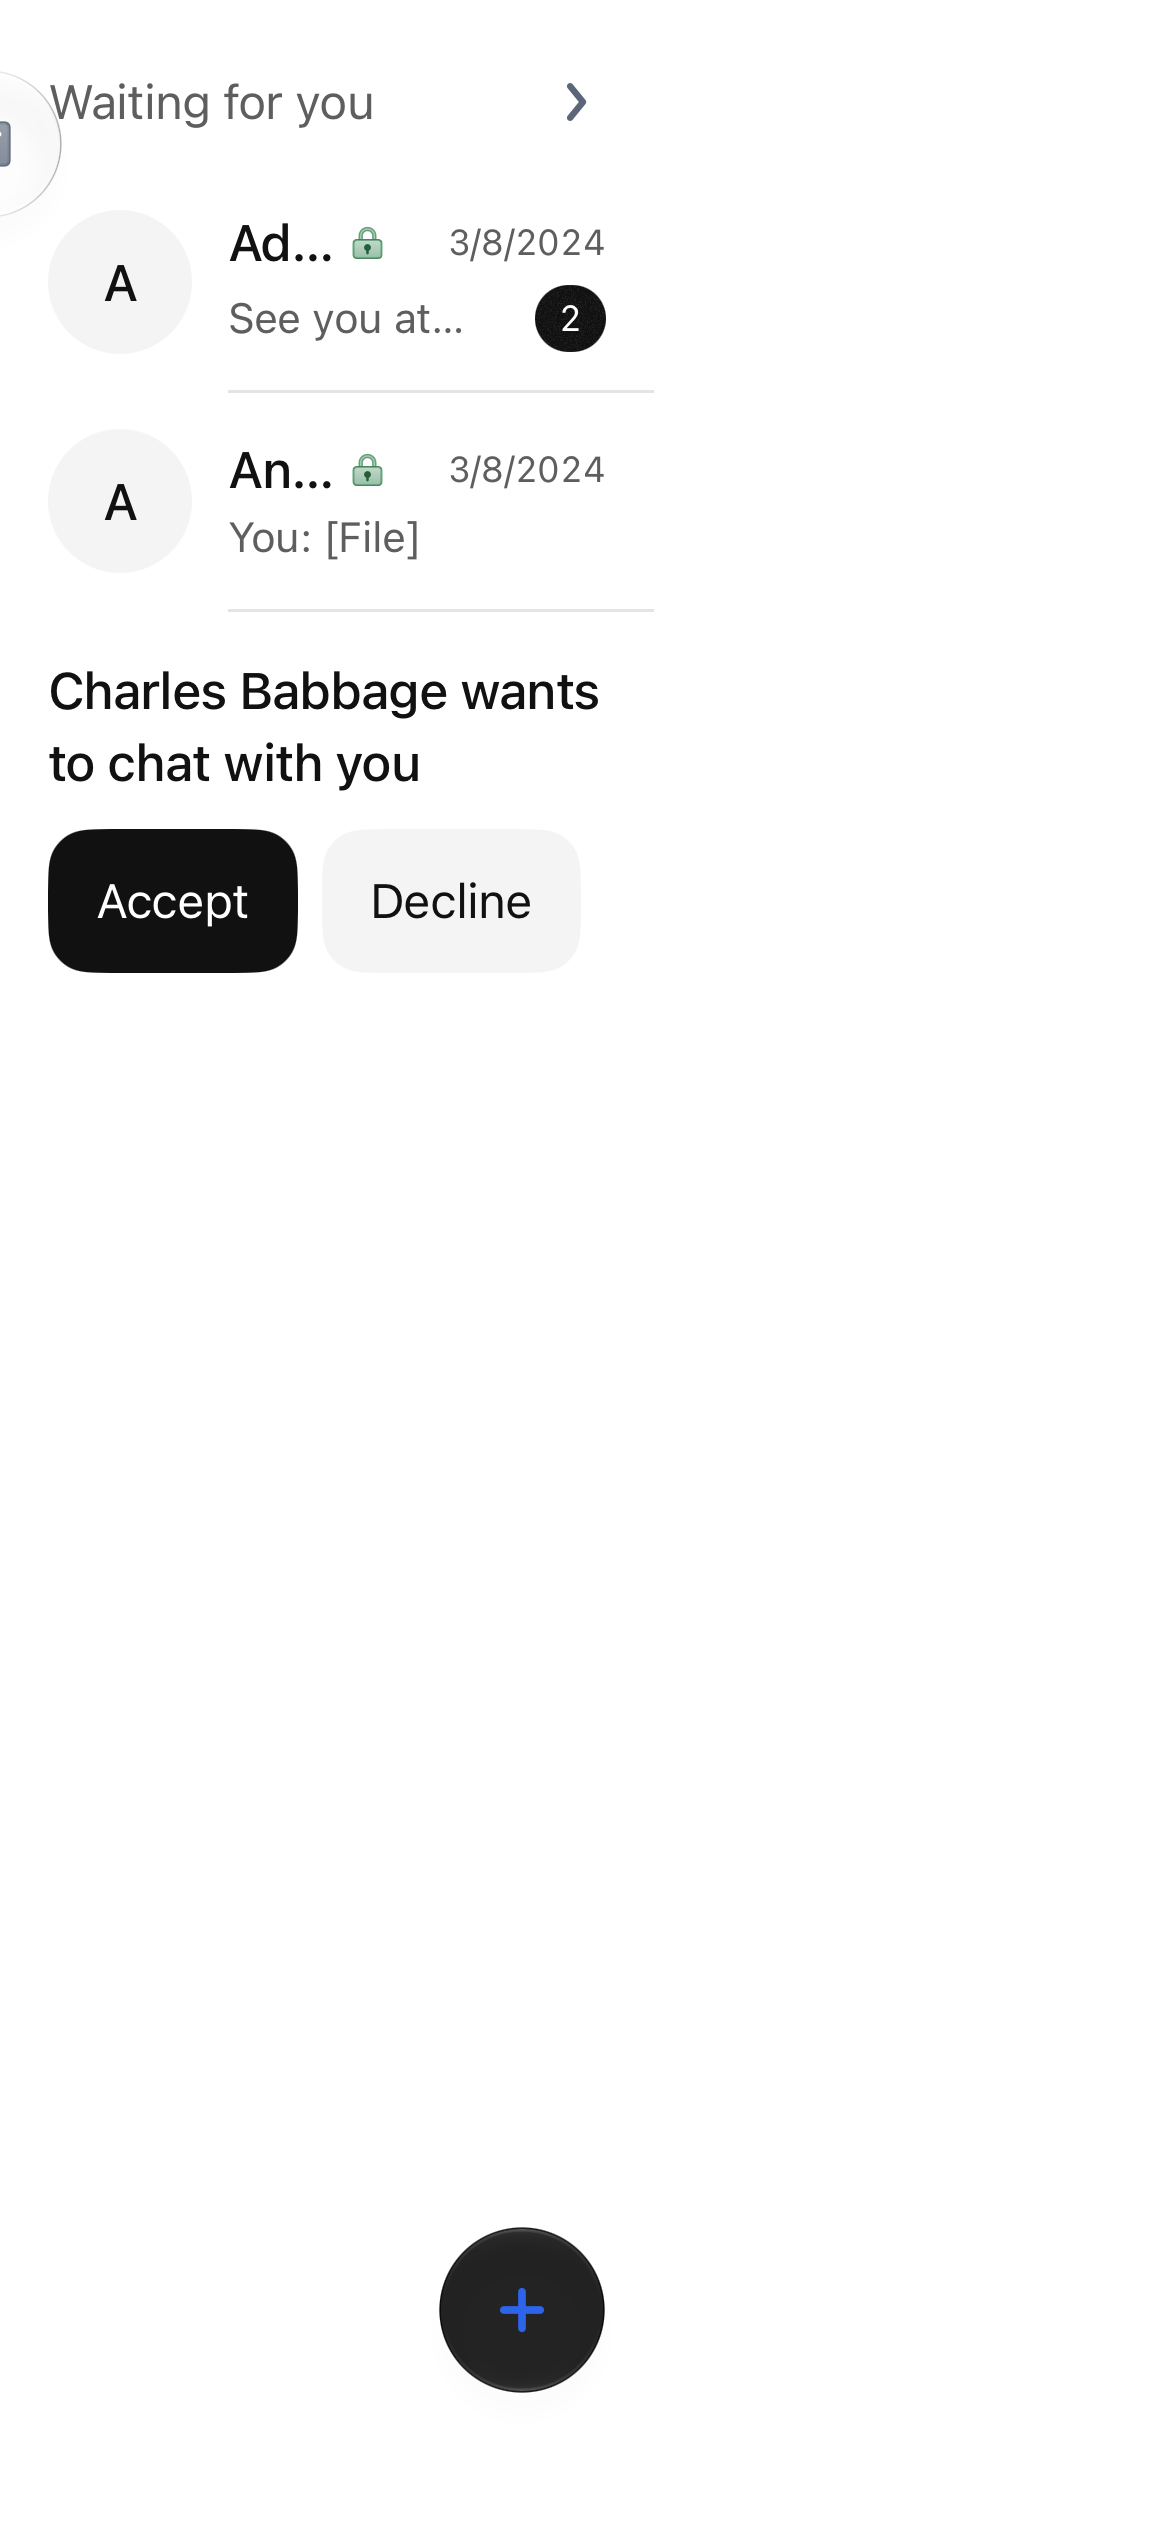 Waiting for you
A
Ad... 3/8/2024
See you at... 2
A
An... 3/8/2024
You: [File]
Charles Babbage wants
to chat with you
Accept Decline